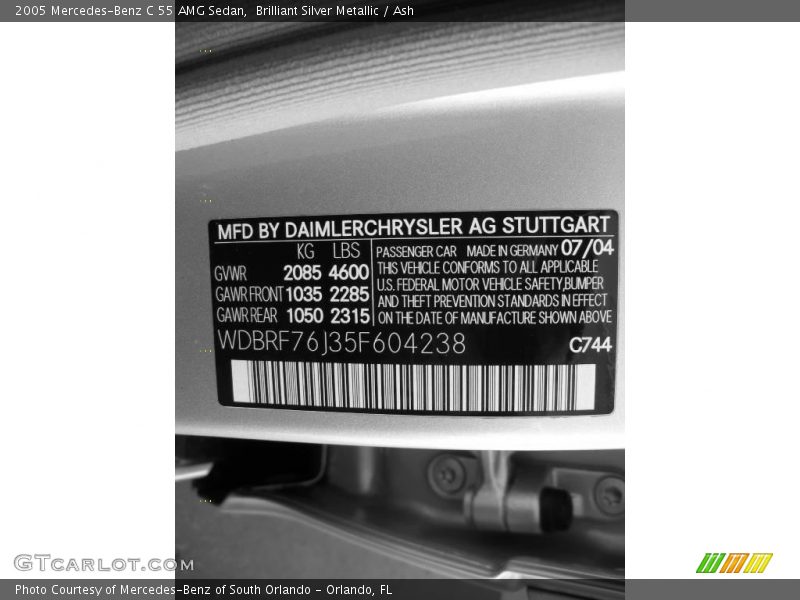 2005 Mercedes-Benz C 55 AMG Sedan, Brilliant Silver Metallic / Ash
MFD BY DAIMLERCHRYSLER AG STUTTGART
KG LBS
GVWR 2085 4600
GAWR FRONT 1035 2285
GAWR REAR 1050 2315
PASSENGER CAR MADE IN GERMANY 07/04
THIS VEHICLE CONFORMS TO ALL APPLICABLE
U.S. FEDERAL MOTOR VEHICLE SAFETY,BUMPER
AND THEFT PREVENTION STANDARDS IN EFFECT
ON THE DATE OF MANUFACTURE SHOWN ABOVE
WDBRF76J35F604238 C744
GTCARLOT.COM
Photo Courtesy of Mercedes-Benz of South Orlando - Orlando, FL